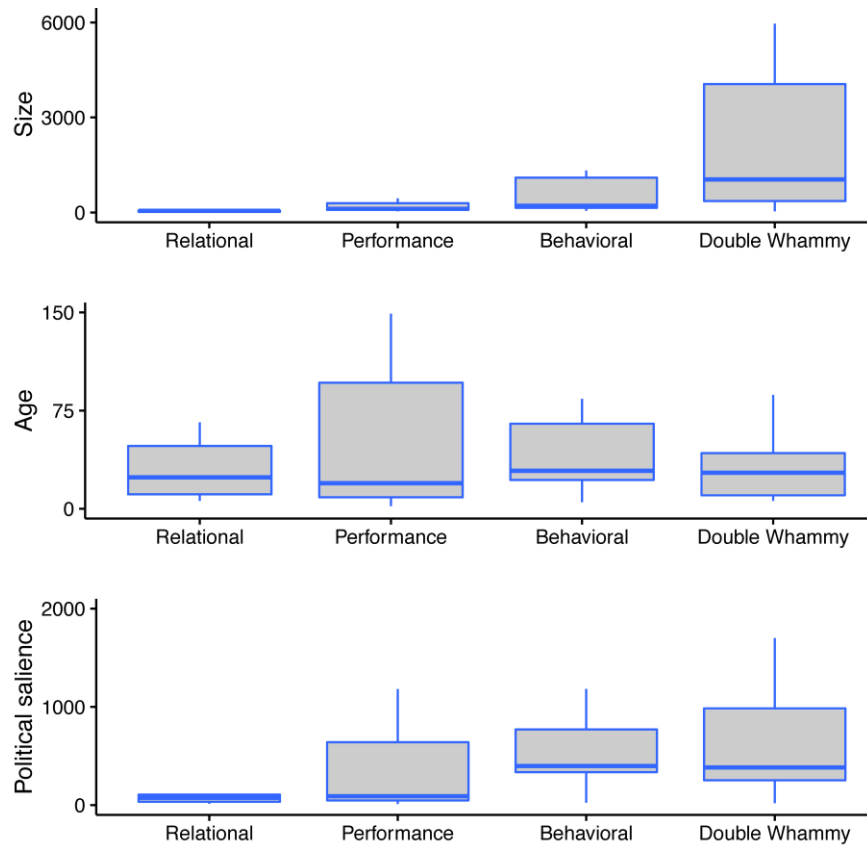 Size
6000
3000
0
Relational Performance Behavioral Double Whammy
Age
150
75
0
Relational Performance Behavioral Double Whammy
Political salience
2000
1000
0
Relational Performance Behavioral Double Whammy